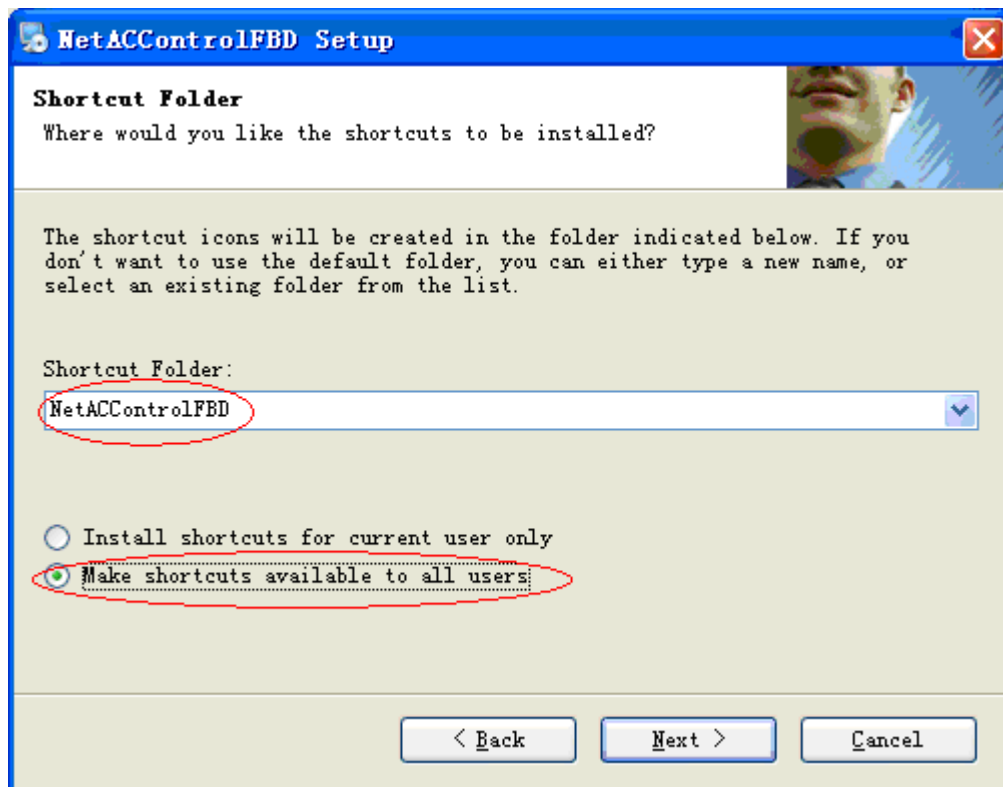 NetACControlFBD Setup
Shortcut Folder
Where would you like the shortcuts to be installed?
The shortcut icons will be created in the folder indicated below. If you
don't want to use the default folder, you can either type a new name, or
select an existing folder from the list.
Shortcut Folder:
NetACControlFBD
Install shortcuts for current user only
Make shortcuts available to all users
< Back
Next >
Cancel